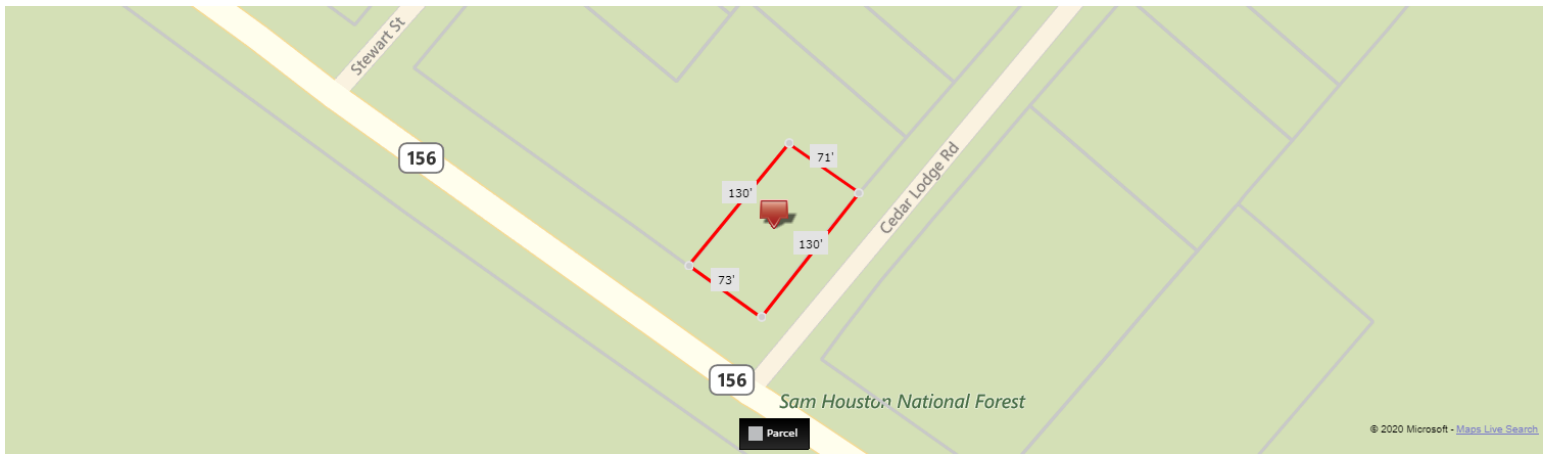 Stewart St
156
71'
130'
Cedar Lodge Rd
130'
73'
156
Sam Houston National Forest
Parcel
© 2020 Microsoft - Maps Live Search